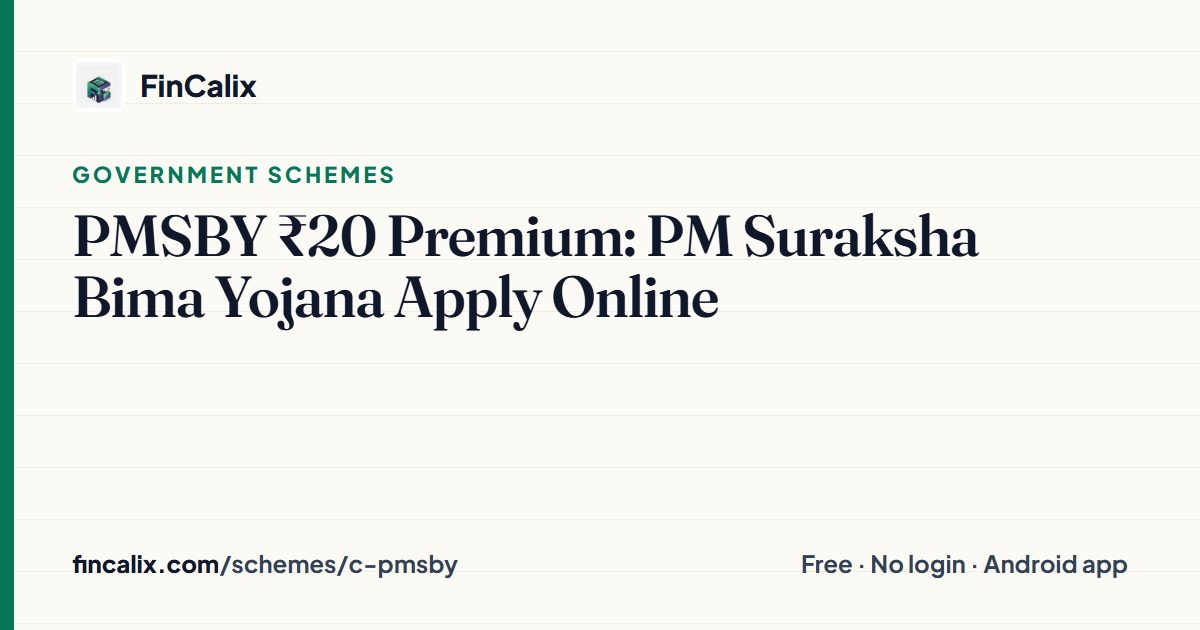 FinCalix
GOVERNMENT SCHEMES
PMSBY ₹20 Premium: PM Suraksha
Bima Yojana Apply Online
fincalix.com/schemes/c-pmsby
Free · No login · Android app